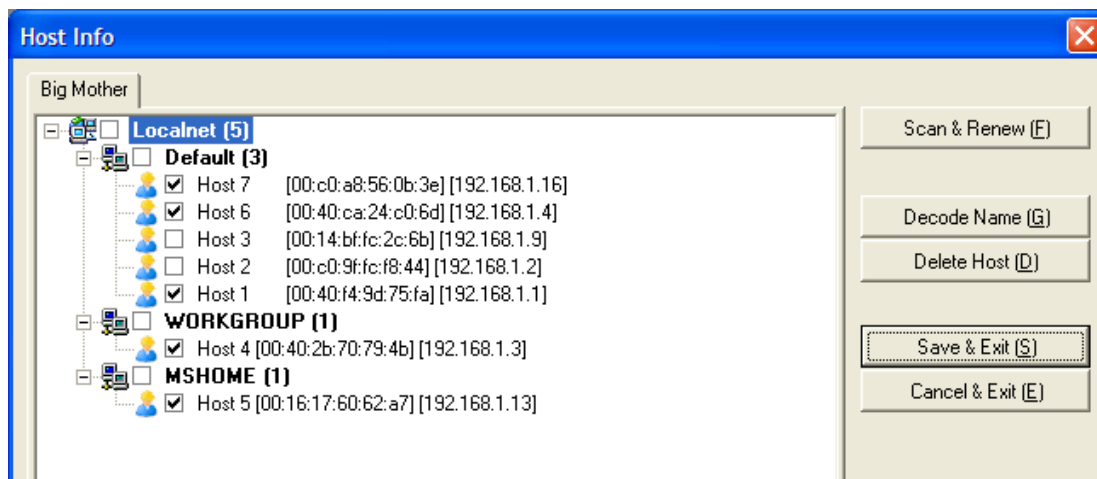 Host Info
Big Mother
Localnet (5)
Default (3)
Host 7 [00:c0:a8:56:0b:3e] [192.168.1.16]
Host 6 [00:40:ca:24:c0:6d] [192.168.1.4]
Host 3 [00:14:bf:fc:2c:6b] [192.168.1.9]
Host 2 [00:c0:9f:fc:f8:44] [192.168.1.2]
Host 1 [00:40:f4:9d:75:fa] [192.168.1.1]
WORKGROUP (1)
Host 4 [00:40:2b:70:79:4b] [192.168.1.3]
MSHOME (1)
Host 5 [00:16:17:60:62:a7] [192.168.1.13]
Scan & Renew (F)
Decode Name (G)
Delete Host (D)
Save & Exit (S)
Cancel & Exit (E)